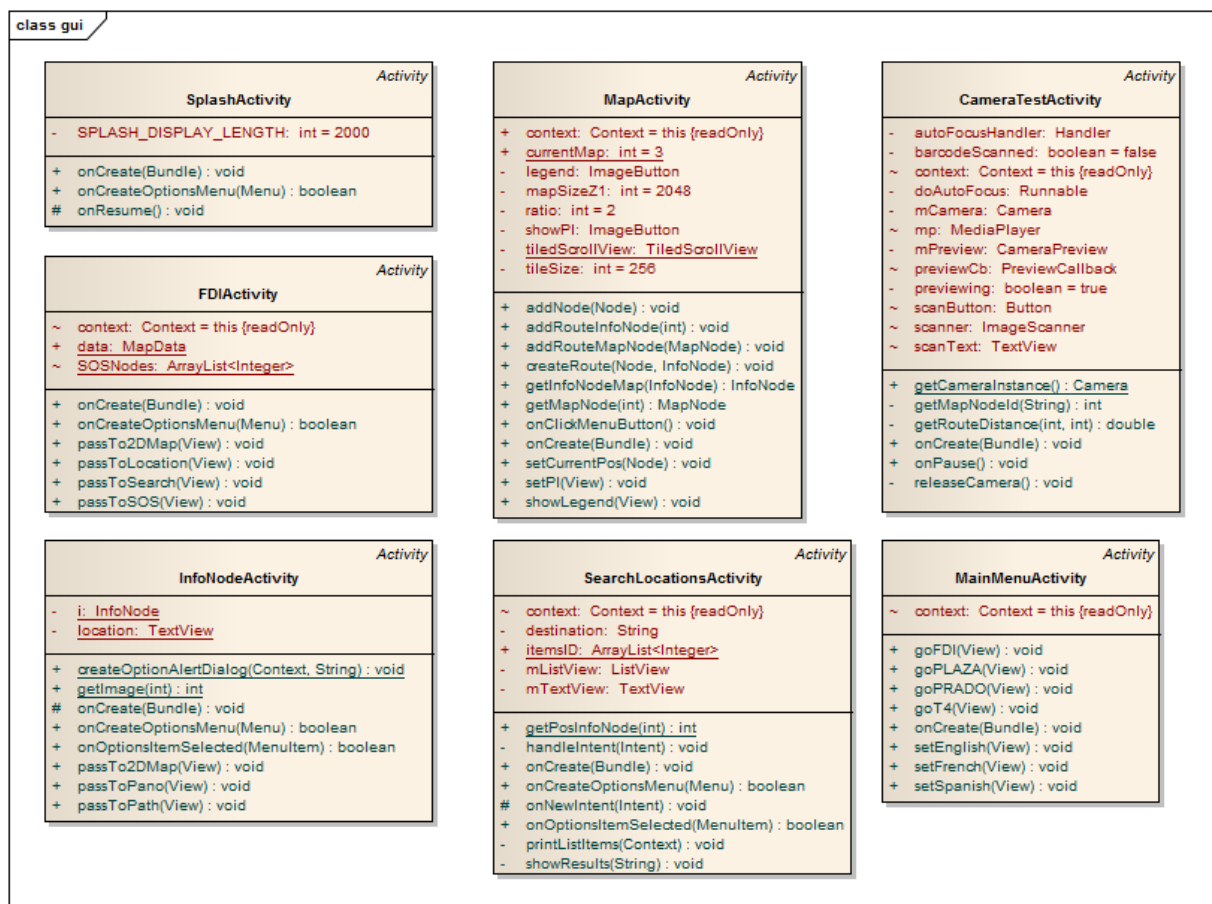 class gui
Activity
SplashActivity
- SPLASH_DISPLAY_LENGTH: int = 2000
+ onCreate(Bundle) : void
+ onCreateOptionsMenu(Menu) : boolean
# onResume() : void
Activity
FDIActivity
~ context: Context = this {readOnly}
+ data: MapData
~ SOSNodes: ArrayList<Integer>
+ onCreate(Bundle) : void
+ onCreateOptionsMenu(Menu) : boolean
+ passTo2DMap(View) : void
+ passToLocation(View) : void
+ passToSearch(View) : void
+ passToSOS(View) : void
Activity
InfoNodeActivity
- i: InfoNode
- location: TextView
+ createOptionAlertDialog(Context, String) : void
+ getImage(int) : int
# onCreate(Bundle) : void
+ onCreateOptionsMenu(Menu) : boolean
+ onOptionsItemSelected(MenuItem) : boolean
+ passTo2DMap(View) : void
+ passToPano(View) : void
+ passToPath(View) : void
Activity
MapActivity
+ context: Context = this {readOnly}
+ currentMap: int = 3
- legend: ImageButton
- mapSizeZ1: int = 2048
- ratio: int = 2
- showPI: ImageButton
- tiledScrollView: TiledScrollView
- tileSize: int = 256
+ addNode(Node) : void
+ addRouteInfoNode(int) : void
+ addRouteMapNode(MapNode) : void
+ createRoute(Node, InfoNode) : void
+ getInfoNodeMap(InfoNode) : InfoNode
+ getMapNode(int) : MapNode
+ onClickMenuButton() : void
+ onCreate(Bundle) : void
+ setCurrentPos(Node) : void
+ setPI(View) : void
+ showLegend(View) : void
Activity
SearchLocationsActivity
~ context: Context = this {readOnly}
- destination: String
+ itemsID: ArrayList<Integer>
- mListView: ListView
- mTextView: TextView
+ getPosInfoNode(int) : int
- handleIntent(Intent) : void
+ onCreate(Bundle) : void
+ onCreateOptionsMenu(Menu) : boolean
# onNewIntent(Intent) : void
+ onOptionsItemSelected(MenuItem) : boolean
- printListItems(Context) : void
- showResults(String) : void
Activity
CameraTestActivity
- autoFocusHandler: Handler
- barcodeScanned: boolean = false
~ context: Context = this {readOnly}
- doAutoFocus: Runnable
- mCamera: Camera
~ mp: MediaPlayer
- mPreview: CameraPreview
~ previewCb: PreviewCallback
- previewing: boolean = true
~ scanButton: Button
~ scanner: ImageScanner
~ scanText: TextView
+ getCameraInstance() : Camera
- getMapNodeId(String) : int
- getRouteDistance(int, int) : double
+ onCreate(Bundle) : void
+ onPause() : void
- releaseCamera() : void
Activity
MainMenuActivity
~ context: Context = this {readOnly}
+ goFDI(View) : void
+ goPLAZA(View) : void
+ goPRADO(View) : void
+ goT4(View) : void
+ onCreate(Bundle) : void
+ setEnglish(View) : void
+ setFrench(View) : void
+ setSpanish(View) : void